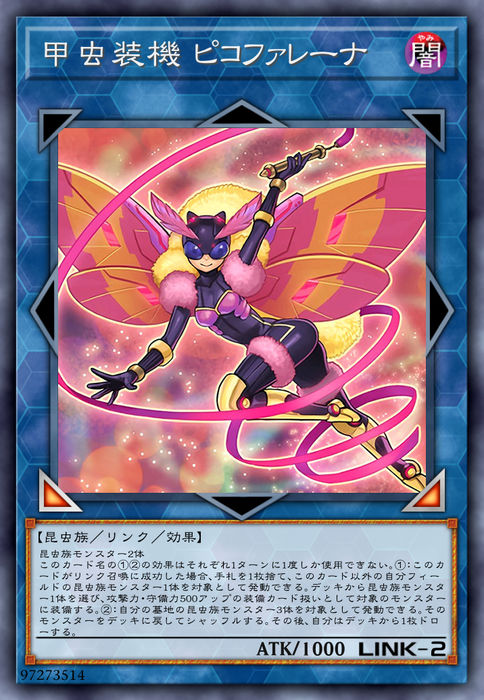 甲虫装機 ピコファレーナ
やみ
闇
【昆虫族／リンク／効果】
昆虫族モンスター2体
このカード名の①②の効果はそれぞれ1ターンに1度しか使用できない。①：このカ
ードがリンク召喚に成功した場合、手札を1枚捨て、このカード以外の自分フィー
ルドの昆虫族モンスター1体を対象として発動できる。デッキから昆虫族モンスタ
ー1体を選び、攻撃力・守備力500アップの装備カード扱いとして対象のモンスター
に装備する。②：自分の墓地の昆虫族モンスター3体を対象として発動できる。その
モンスターをデッキに戻してシャッフルする。その後、自分はデッキから1枚ドロ
ーする。
ATK/1000 LINK-2
97273514